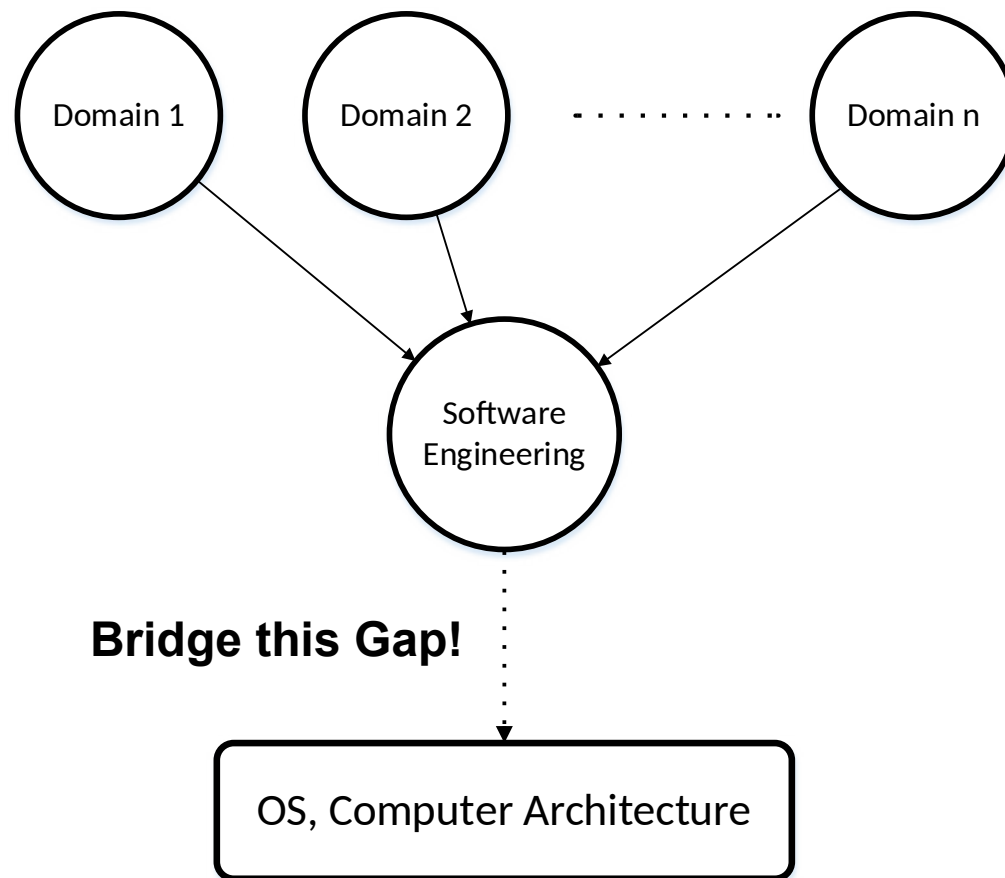 Domain 1
Domain 2
Domain n
Software
Engineering
Bridge this Gap!
OS, Computer Architecture